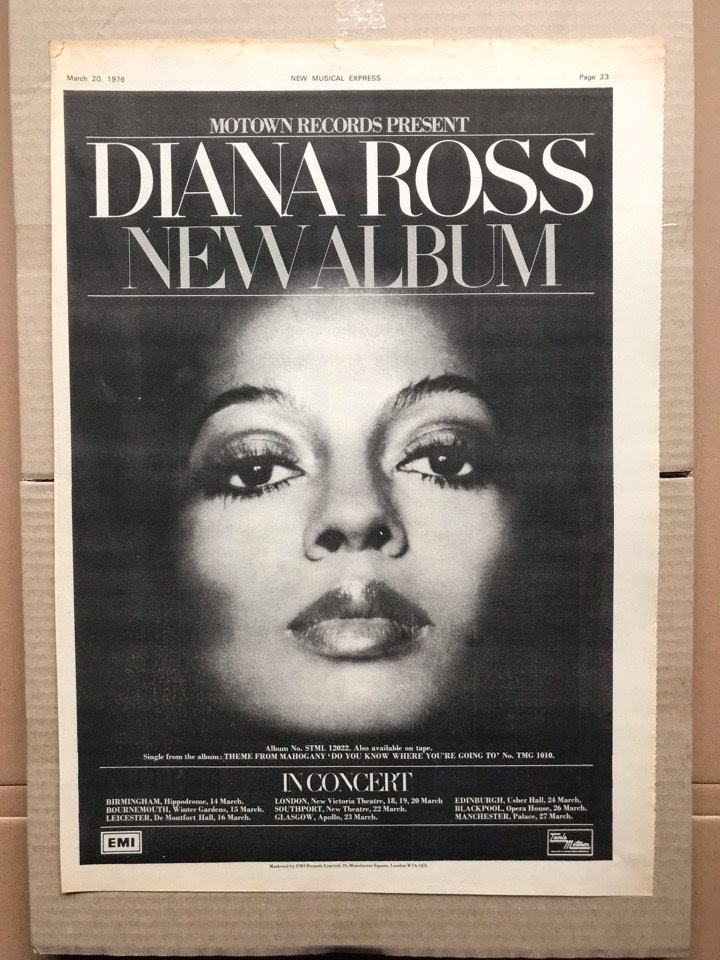 March 20, 1976 NEW MUSICAL EXPRESS Page 23
MOTOWN RECORDS PRESENT
DIANA ROSS
NEW ALBUM
Album No. STML 12022. Also available on tape.
Single from the album: THEME FROM MAHOGANY 'DO YOU KNOW WHERE YOU'RE GOING TO' No. TMG 1010.
IN CONCERT
BIRMINGHAM, Hippodrome, 14 March.
BOURNEMOUTH, Winter Gardens, 15 March.
LEICESTER, De Montfort Hall, 16 March.
LONDON, New Victoria Theatre, 18, 19, 20 March
SOUTHPORT, New Theatre, 22 March.
GLASGOW, Apollo, 23 March.
EDINBURGH, Usher Hall, 24 March.
BLACKPOOL, Opera House, 26 March.
MANCHESTER, Palace, 27 March.
EMI
Tamla
Motown
Marketed by EMI Records Limited, 20, Manchester Square, London W1A 1ES.